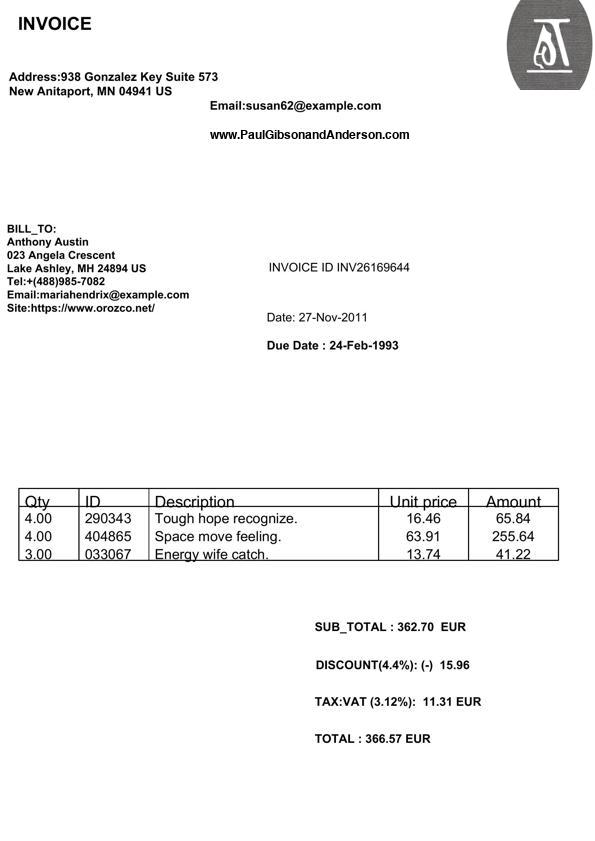 INVOICE
Address:938 Gonzalez Key Suite 573
New Anitaport, MN 04941 US
Email:susan62@example.com
www.PaulGibsonandAnderson.com
BILL_TO:
Anthony Austin
023 Angela Crescent
Lake Ashley, MH 24894 US
Tel:+(488)985-7082
Email:mariahendrix@example.com
Site:https://www.orozco.net/
INVOICE ID INV26169644
Date: 27-Nov-2011
Due Date : 24-Feb-1993
Qty ID Description Unit price Amount
4.00 290343 Tough hope recognize. 16.46 65.84
4.00 404865 Space move feeling. 63.91 255.64
3.00 033067 Energy wife catch. 13.74 41.22
SUB_TOTAL : 362.70 EUR
DISCOUNT(4.4%): (-) 15.96
TAX:VAT (3.12%): 11.31 EUR
TOTAL : 366.57 EUR